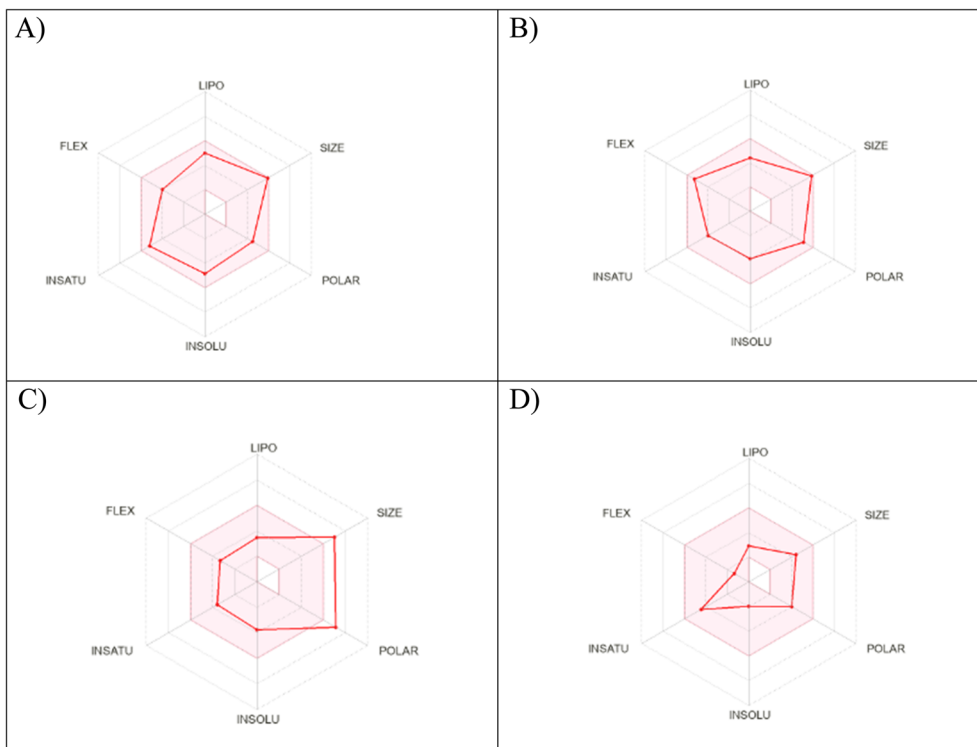 A)
LIPO
FLEX
SIZE
INSATU
POLAR
INSOLU
B)
LIPO
FLEX
SIZE
INSATU
POLAR
INSOLU
C)
LIPO
FLEX
SIZE
INSATU
POLAR
INSOLU
D)
LIPO
FLEX
SIZE
INSATU
POLAR
INSOLU